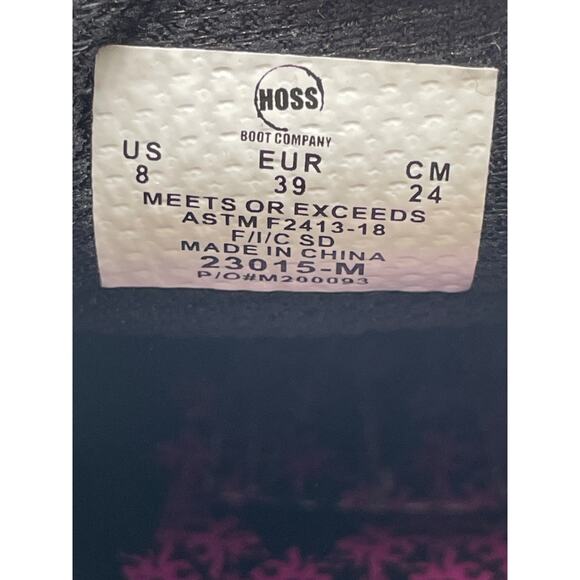 HOSS
BOOT COMPANY
US EUR CM
8 39 24
MEETS OR EXCEEDS
ASTM F2413-18
F/I/C SD
MADE IN CHINA
23015-M
P/O#M200093